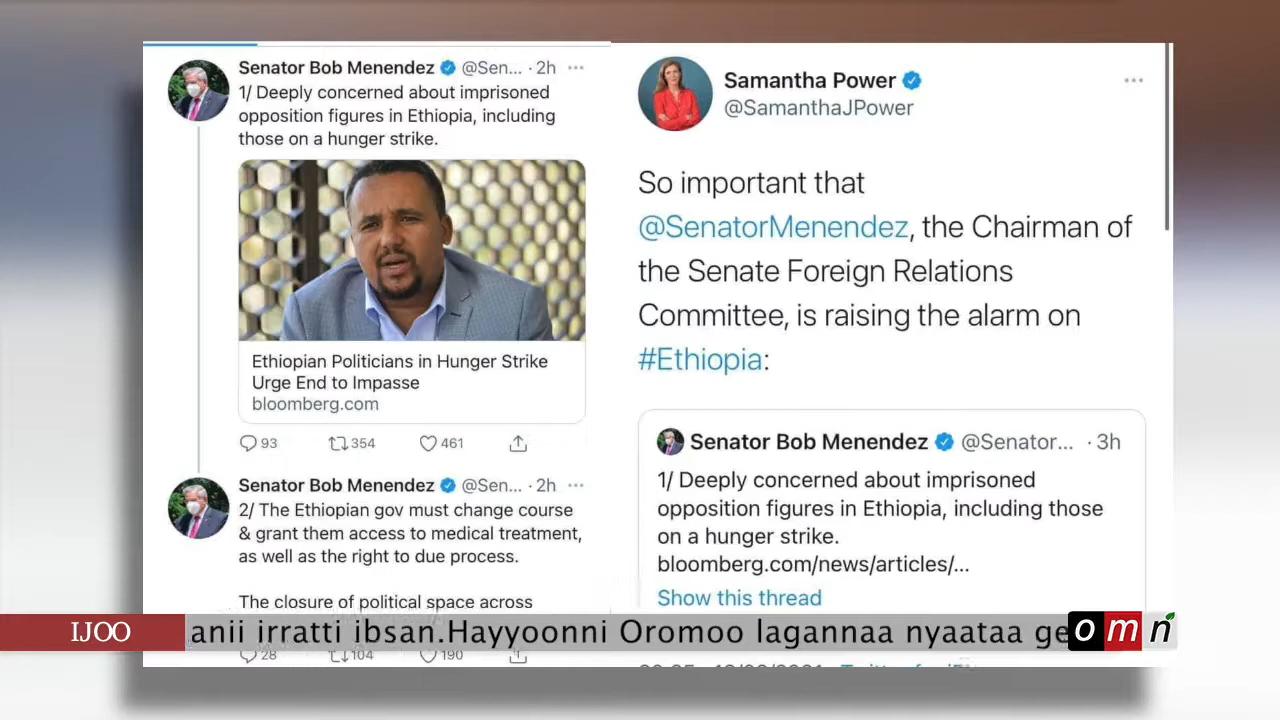 Senator Bob Menendez @Sen... · 2h
1/ Deeply concerned about imprisoned
opposition figures in Ethiopia, including
those on a hunger strike.
Ethiopian Politicians in Hunger Strike
Urge End to Impasse
bloomberg.com
93 354 461
Senator Bob Menendez @Sen... · 2h
2/ The Ethiopian gov must change course
& grant them access to medical treatment,
as well as the right to due process.
The closure of political space across
28 104 190
Samantha Power
@SamanthaJPower
So important that
@SenatorMenendez, the Chairman of
the Senate Foreign Relations
Committee, is raising the alarm on
#Ethiopia:
Senator Bob Menendez @Senator... · 3h
1/ Deeply concerned about imprisoned
opposition figures in Ethiopia, including those
on a hunger strike.
bloomberg.com/news/articles/...
Show this thread
IJOO
anii irratti ibsan.Hayyoonni Oromoo lagannaa nyaataa ge
omn